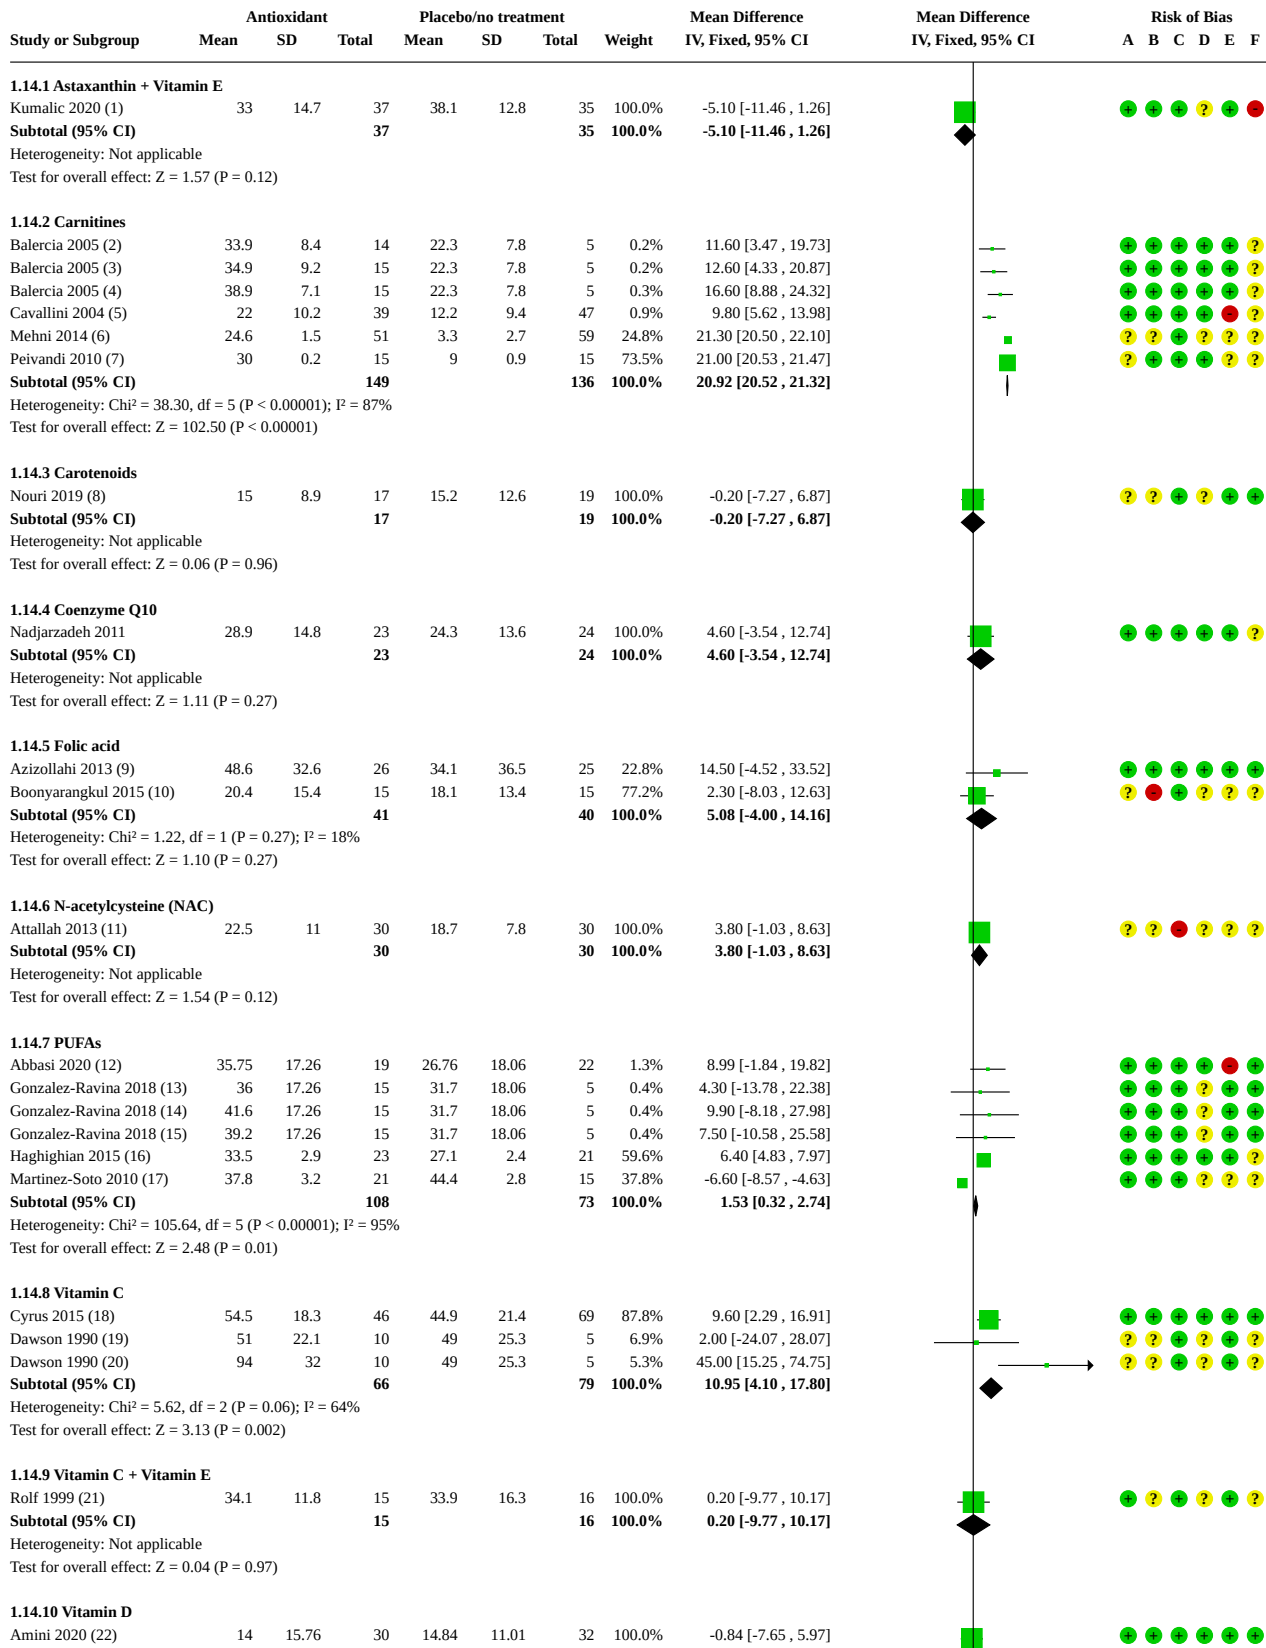 Antioxidant Placebo/no treatment Mean Difference Mean Difference Risk of Bias
Study or Subgroup Mean SD Total Mean SD Total Weight IV, Fixed, 95% CI IV, Fixed, 95% CI A B C D E F
1.14.1 Astaxanthin + Vitamin E
Kumalic 2020 (1) 33 14.7 37 38.1 12.8 35 100.0% -5.10 [-11.46 , 1.26] + + + ? + -
Subtotal (95% CI) 37 35 100.0% -5.10 [-11.46 , 1.26]
Heterogeneity: Not applicable
Test for overall effect: Z = 1.57 (P = 0.12)
1.14.2 Carnitines
Balercia 2005 (2) 33.9 8.4 14 22.3 7.8 5 0.2% 11.60 [3.47 , 19.73] + + + + + ?
Balercia 2005 (3) 34.9 9.2 15 22.3 7.8 5 0.2% 12.60 [4.33 , 20.87] + + + + + ?
Balercia 2005 (4) 38.9 7.1 15 22.3 7.8 5 0.3% 16.60 [8.88 , 24.32] + + + + + ?
Cavallini 2004 (5) 22 10.2 39 12.2 9.4 47 0.9% 9.80 [5.62 , 13.98] + + + + - ?
Mehni 2014 (6) 24.6 1.5 51 3.3 2.7 59 24.8% 21.30 [20.50 , 22.10] ? ? + ? ? ?
Peivandi 2010 (7) 30 0.2 15 9 0.9 15 73.5% 21.00 [20.53 , 21.47] ? + + + ? ?
Subtotal (95% CI) 149 136 100.0% 20.92 [20.52 , 21.32]
Heterogeneity: Chi² = 38.30, df = 5 (P < 0.00001); I² = 87%
Test for overall effect: Z = 102.50 (P < 0.00001)
1.14.3 Carotenoids
Nouri 2019 (8) 15 8.9 17 15.2 12.6 19 100.0% -0.20 [-7.27 , 6.87] ? ? + ? + +
Subtotal (95% CI) 17 19 100.0% -0.20 [-7.27 , 6.87]
Heterogeneity: Not applicable
Test for overall effect: Z = 0.06 (P = 0.96)
1.14.4 Coenzyme Q10
Nadjarzadeh 2011 28.9 14.8 23 24.3 13.6 24 100.0% 4.60 [-3.54 , 12.74] + + + + + ?
Subtotal (95% CI) 23 24 100.0% 4.60 [-3.54 , 12.74]
Heterogeneity: Not applicable
Test for overall effect: Z = 1.11 (P = 0.27)
1.14.5 Folic acid
Azizollahi 2013 (9) 48.6 32.6 26 34.1 36.5 25 22.8% 14.50 [-4.52 , 33.52] + + + + + +
Boonyarangkul 2015 (10) 20.4 15.4 15 18.1 13.4 15 77.2% 2.30 [-8.03 , 12.63] ? - + ? ? ?
Subtotal (95% CI) 41 40 100.0% 5.08 [-4.00 , 14.16]
Heterogeneity: Chi² = 1.22, df = 1 (P = 0.27); I² = 18%
Test for overall effect: Z = 1.10 (P = 0.27)
1.14.6 N-acetylcysteine (NAC)
Attallah 2013 (11) 22.5 11 30 18.7 7.8 30 100.0% 3.80 [-1.03 , 8.63] ? ? - ? ? ?
Subtotal (95% CI) 30 30 100.0% 3.80 [-1.03 , 8.63]
Heterogeneity: Not applicable
Test for overall effect: Z = 1.54 (P = 0.12)
1.14.7 PUFAs
Abbasi 2020 (12) 35.75 17.26 19 26.76 18.06 22 1.3% 8.99 [-1.84 , 19.82] + + + + - +
Gonzalez-Ravina 2018 (13) 36 17.26 15 31.7 18.06 5 0.4% 4.30 [-13.78 , 22.38] + + + ? + +
Gonzalez-Ravina 2018 (14) 41.6 17.26 15 31.7 18.06 5 0.4% 9.90 [-8.18 , 27.98] + + + ? + +
Gonzalez-Ravina 2018 (15) 39.2 17.26 15 31.7 18.06 5 0.4% 7.50 [-10.58 , 25.58] + + + ? + +
Haghighian 2015 (16) 33.5 2.9 23 27.1 2.4 21 59.6% 6.40 [4.83 , 7.97] + + + + + ?
Martinez-Soto 2010 (17) 37.8 3.2 21 44.4 2.8 15 37.8% -6.60 [-8.57 , -4.63] + + + ? ? ?
Subtotal (95% CI) 108 73 100.0% 1.53 [0.32 , 2.74]
Heterogeneity: Chi² = 105.64, df = 5 (P < 0.00001); I² = 95%
Test for overall effect: Z = 2.48 (P = 0.01)
1.14.8 Vitamin C
Cyrus 2015 (18) 54.5 18.3 46 44.9 21.4 69 87.8% 9.60 [2.29 , 16.91] + + + + + +
Dawson 1990 (19) 51 22.1 10 49 25.3 5 6.9% 2.00 [-24.07 , 28.07] ? ? + ? + ?
Dawson 1990 (20) 94 32 10 49 25.3 5 5.3% 45.00 [15.25 , 74.75] ? ? + ? + ?
Subtotal (95% CI) 66 79 100.0% 10.95 [4.10 , 17.80]
Heterogeneity: Chi² = 5.62, df = 2 (P = 0.06); I² = 64%
Test for overall effect: Z = 3.13 (P = 0.002)
1.14.9 Vitamin C + Vitamin E
Rolf 1999 (21) 34.1 11.8 15 33.9 16.3 16 100.0% 0.20 [-9.77 , 10.17] + ? + ? + ?
Subtotal (95% CI) 15 16 100.0% 0.20 [-9.77 , 10.17]
Heterogeneity: Not applicable
Test for overall effect: Z = 0.04 (P = 0.97)
1.14.10 Vitamin D
Amini 2020 (22) 14 15.76 30 14.84 11.01 32 100.0% -0.84 [-7.65 , 5.97] + + + + + +